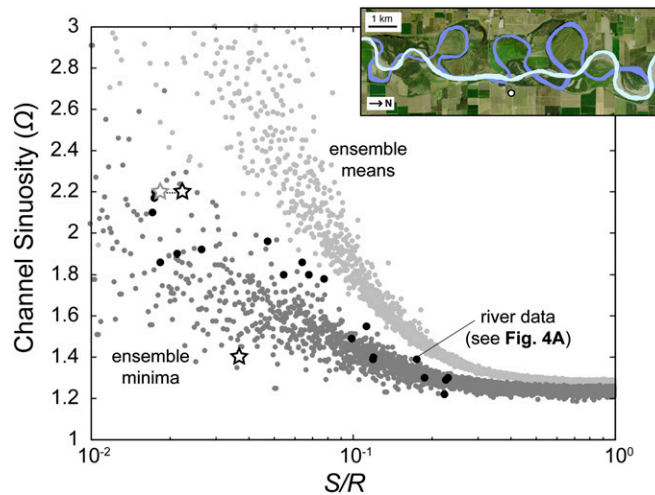 1 km
N
3
2.8
2.6
2.4
2.2
2
1.8
1.6
1.4
1.2
1
Channel Sinuosity (Ω)
ensemble
means
river data
(see Fig. 4A)
ensemble
minima
10⁻²
10⁻¹
10⁰
S/R